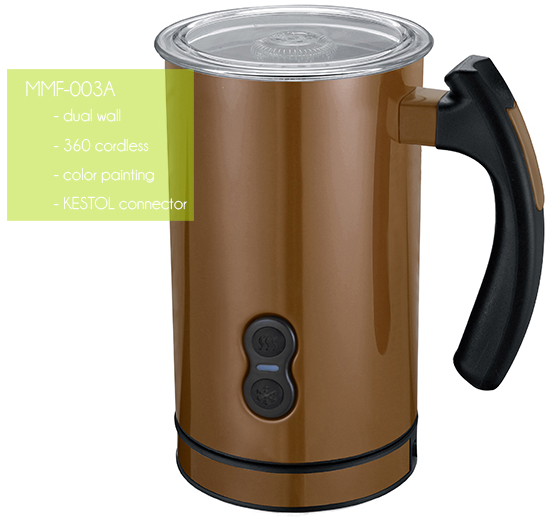 MMF-003A
- dual wall
- 360 cordless
- color painting
- KESTOL connector